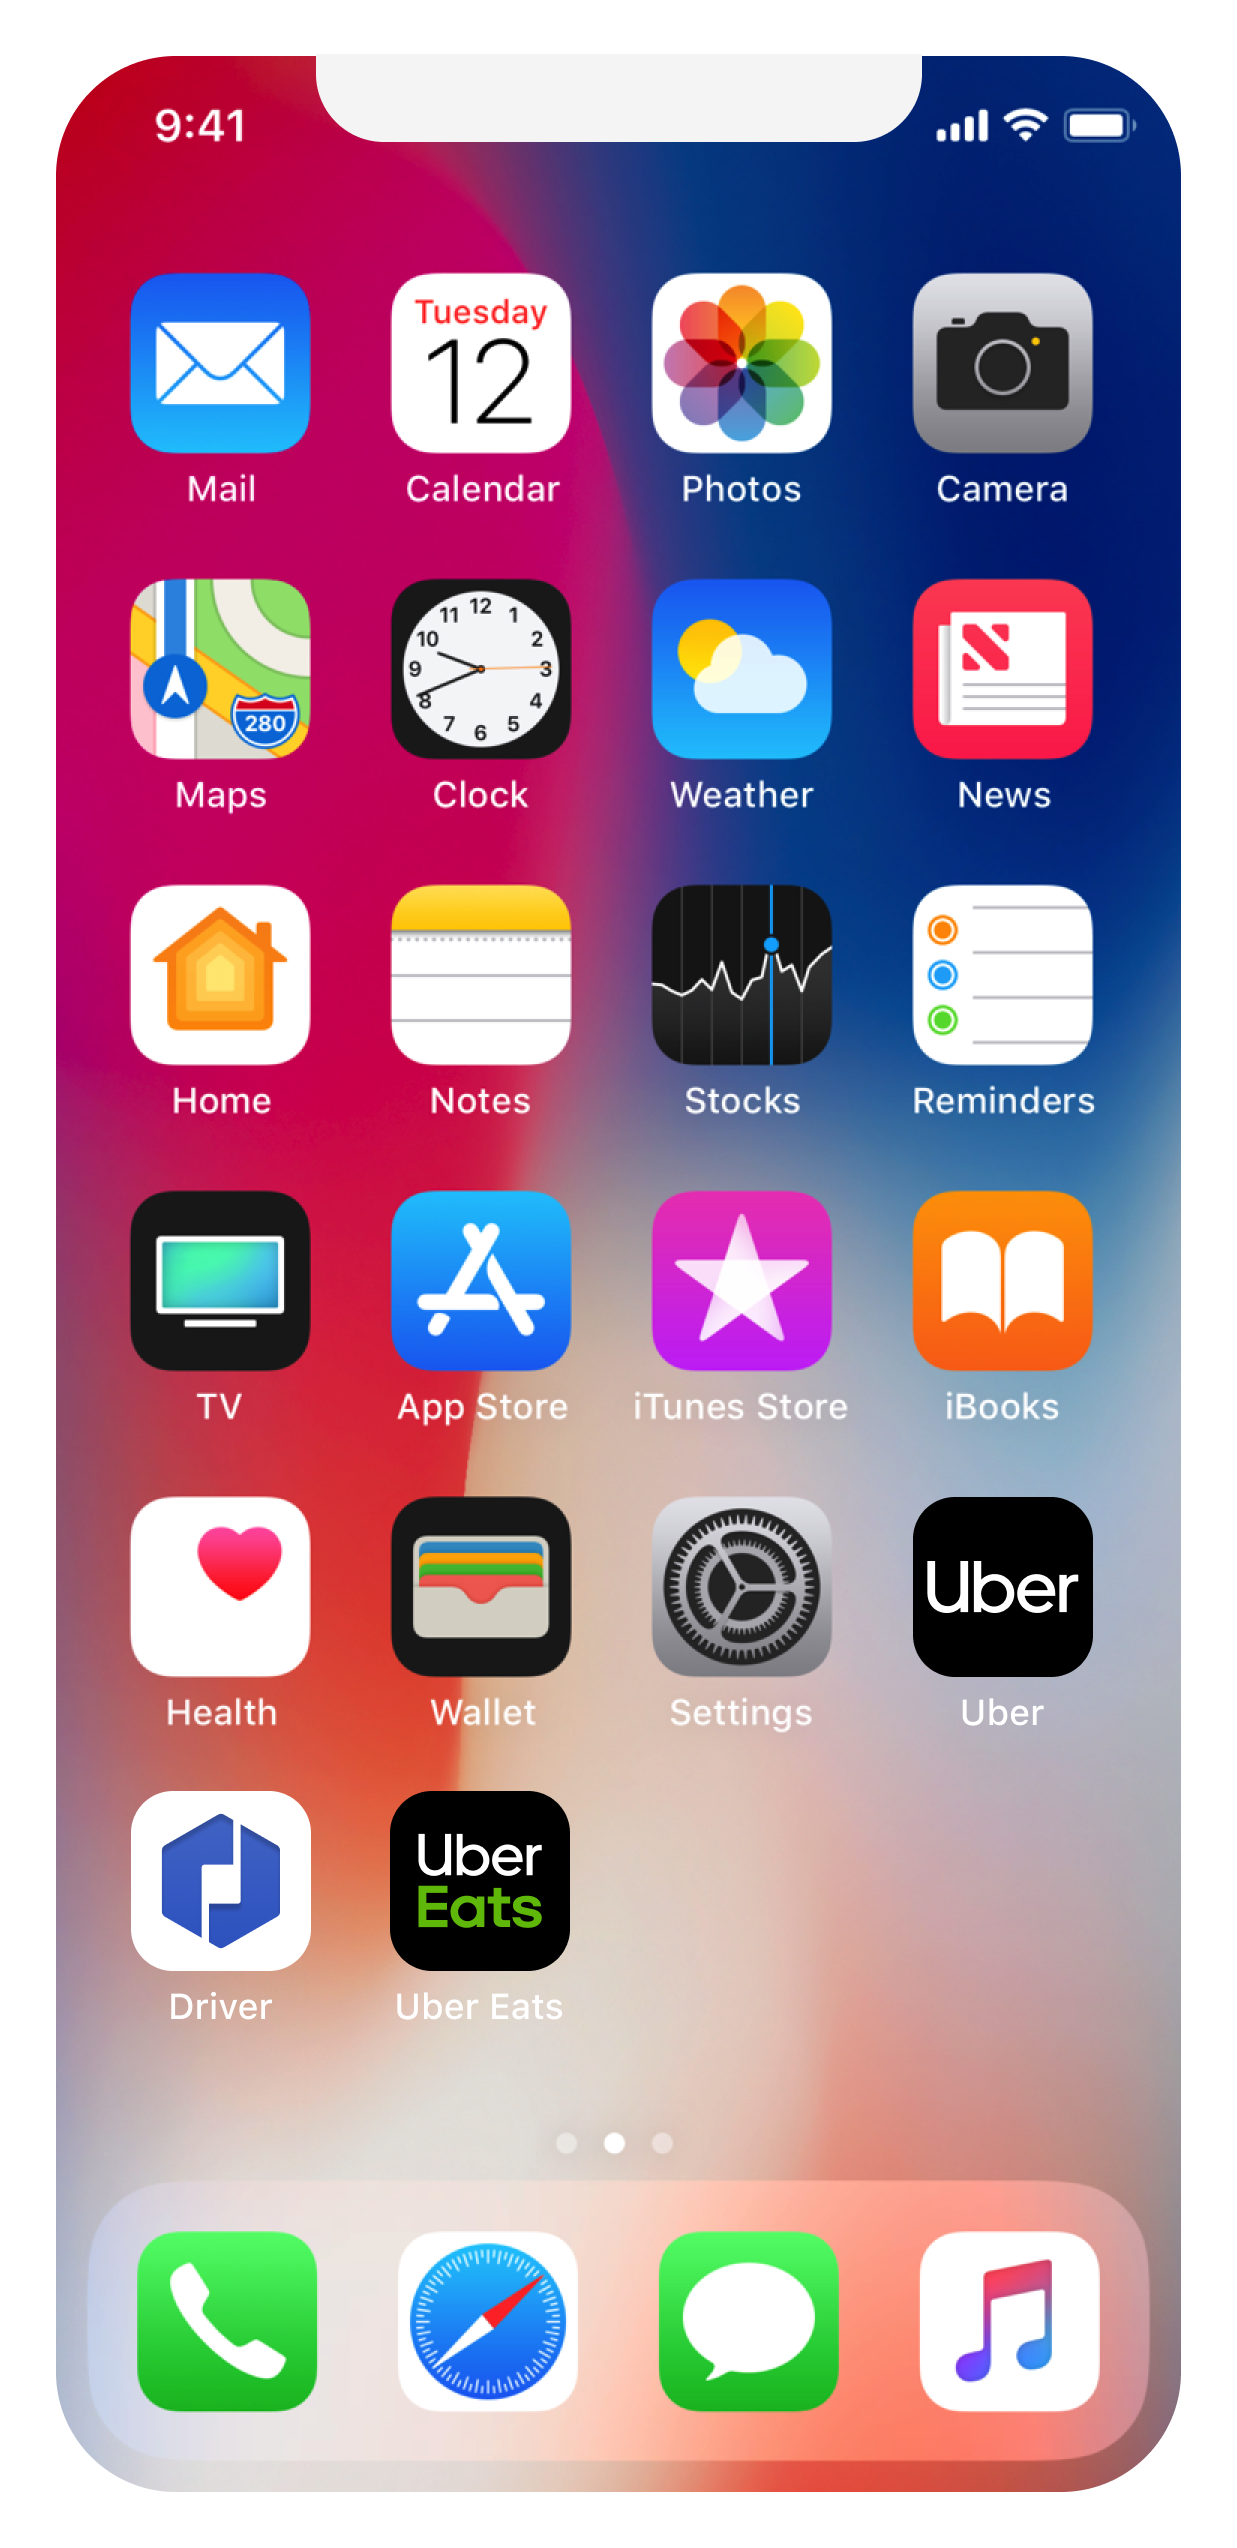 9:41
Tuesday
12
Mail
Calendar
Photos
Camera
280
12
11
1
10
2
9
3
8
4
7
5
6
Maps
Clock
Weather
News
Home
Notes
Stocks
Reminders
TV
App Store
iTunes Store
iBooks
Uber
Health
Wallet
Settings
Uber
Uber
Eats
Driver
Uber Eats